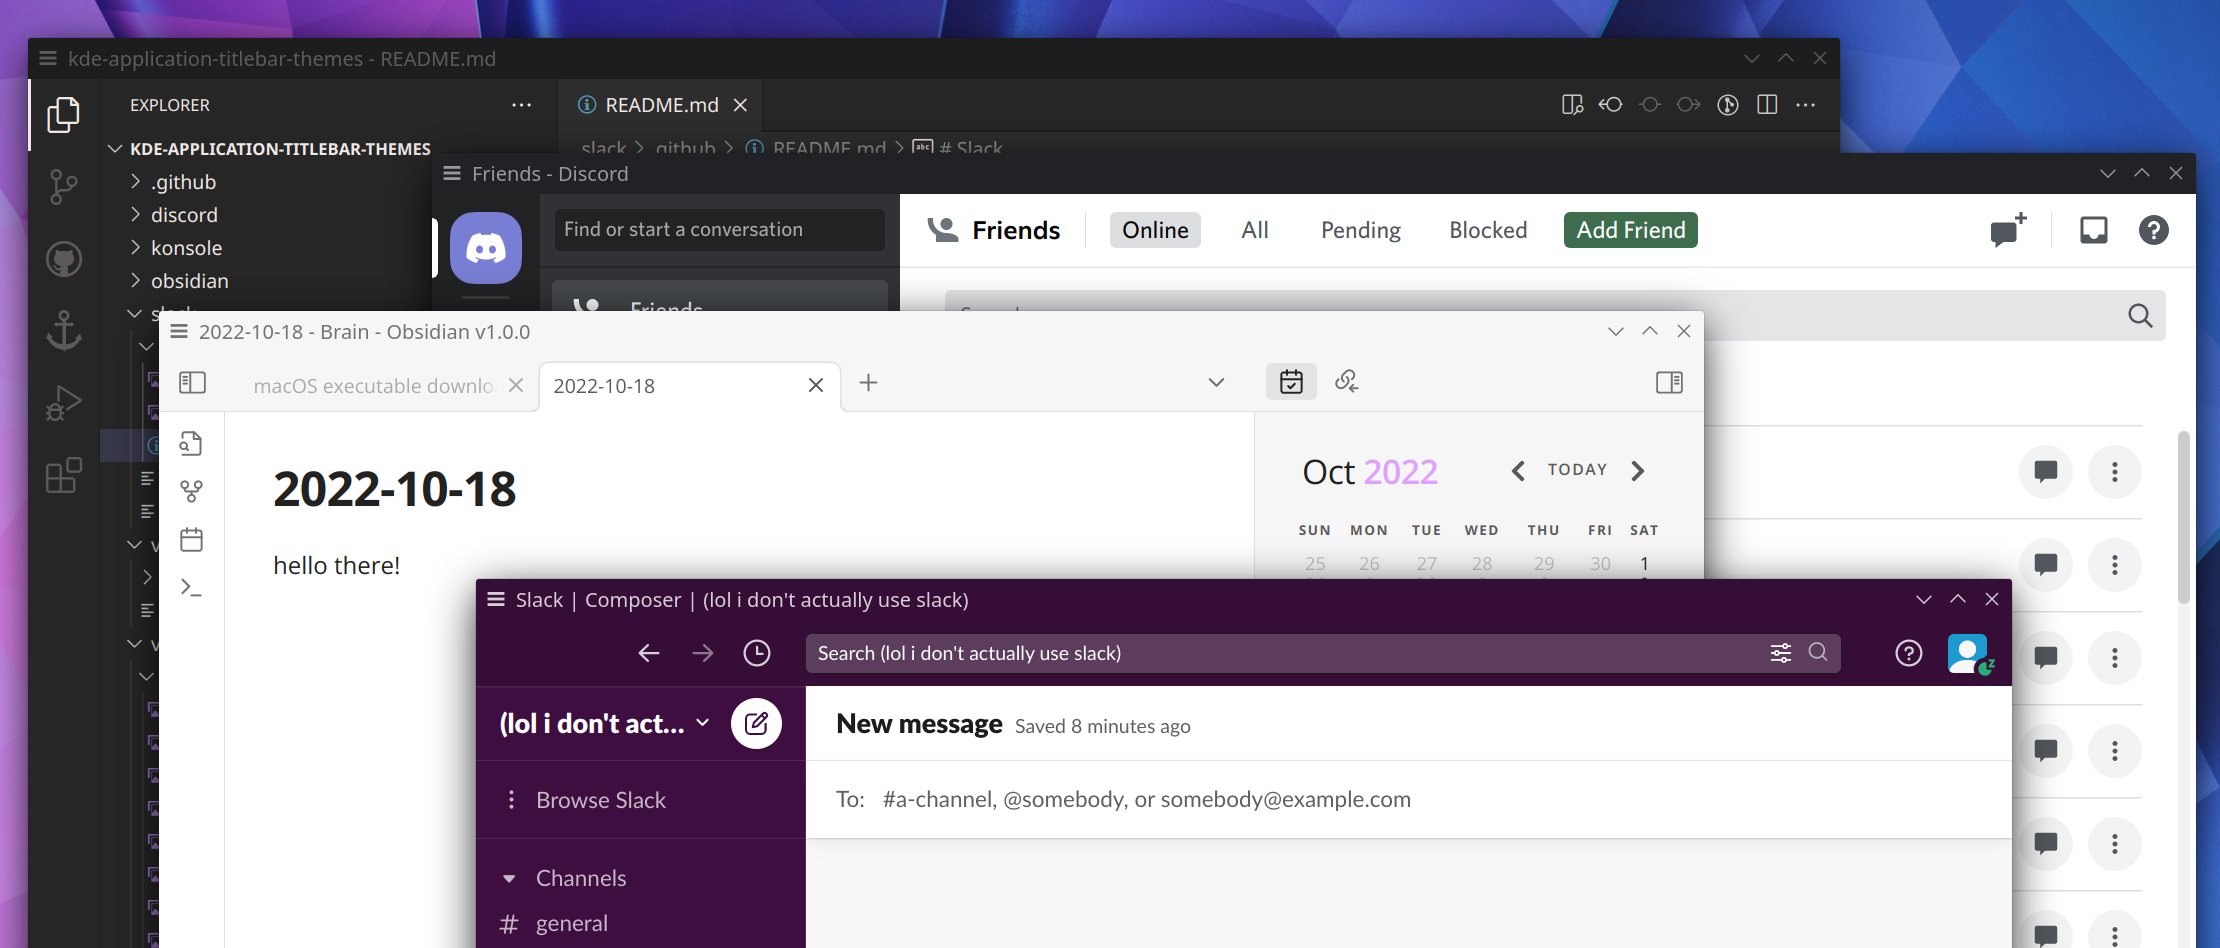 kde-application-titlebar-themes - README.md
EXPLORER
README.md
KDE-APPLICATION-TITLEBAR-THEMES
slack > .github > README.md > # Slack
.github
discord
konsole
obsidian
Friends - Discord
Find or start a conversation
Friends
Online
All
Pending
Blocked
Add Friend
Friends
2022-10-18 - Brain - Obsidian v1.0.0
macOS executable downlo
2022-10-18
2022-10-18
hello there!
Oct 2022
TODAY
SUN MON TUE WED THU FRI SAT
25 26 27 28 29 30 1
Slack | Composer | (lol i don't actually use slack)
Search (lol i don't actually use slack)
(lol i don't act...
New message Saved 8 minutes ago
Browse Slack
To: #a-channel, @somebody, or somebody@example.com
Channels
# general